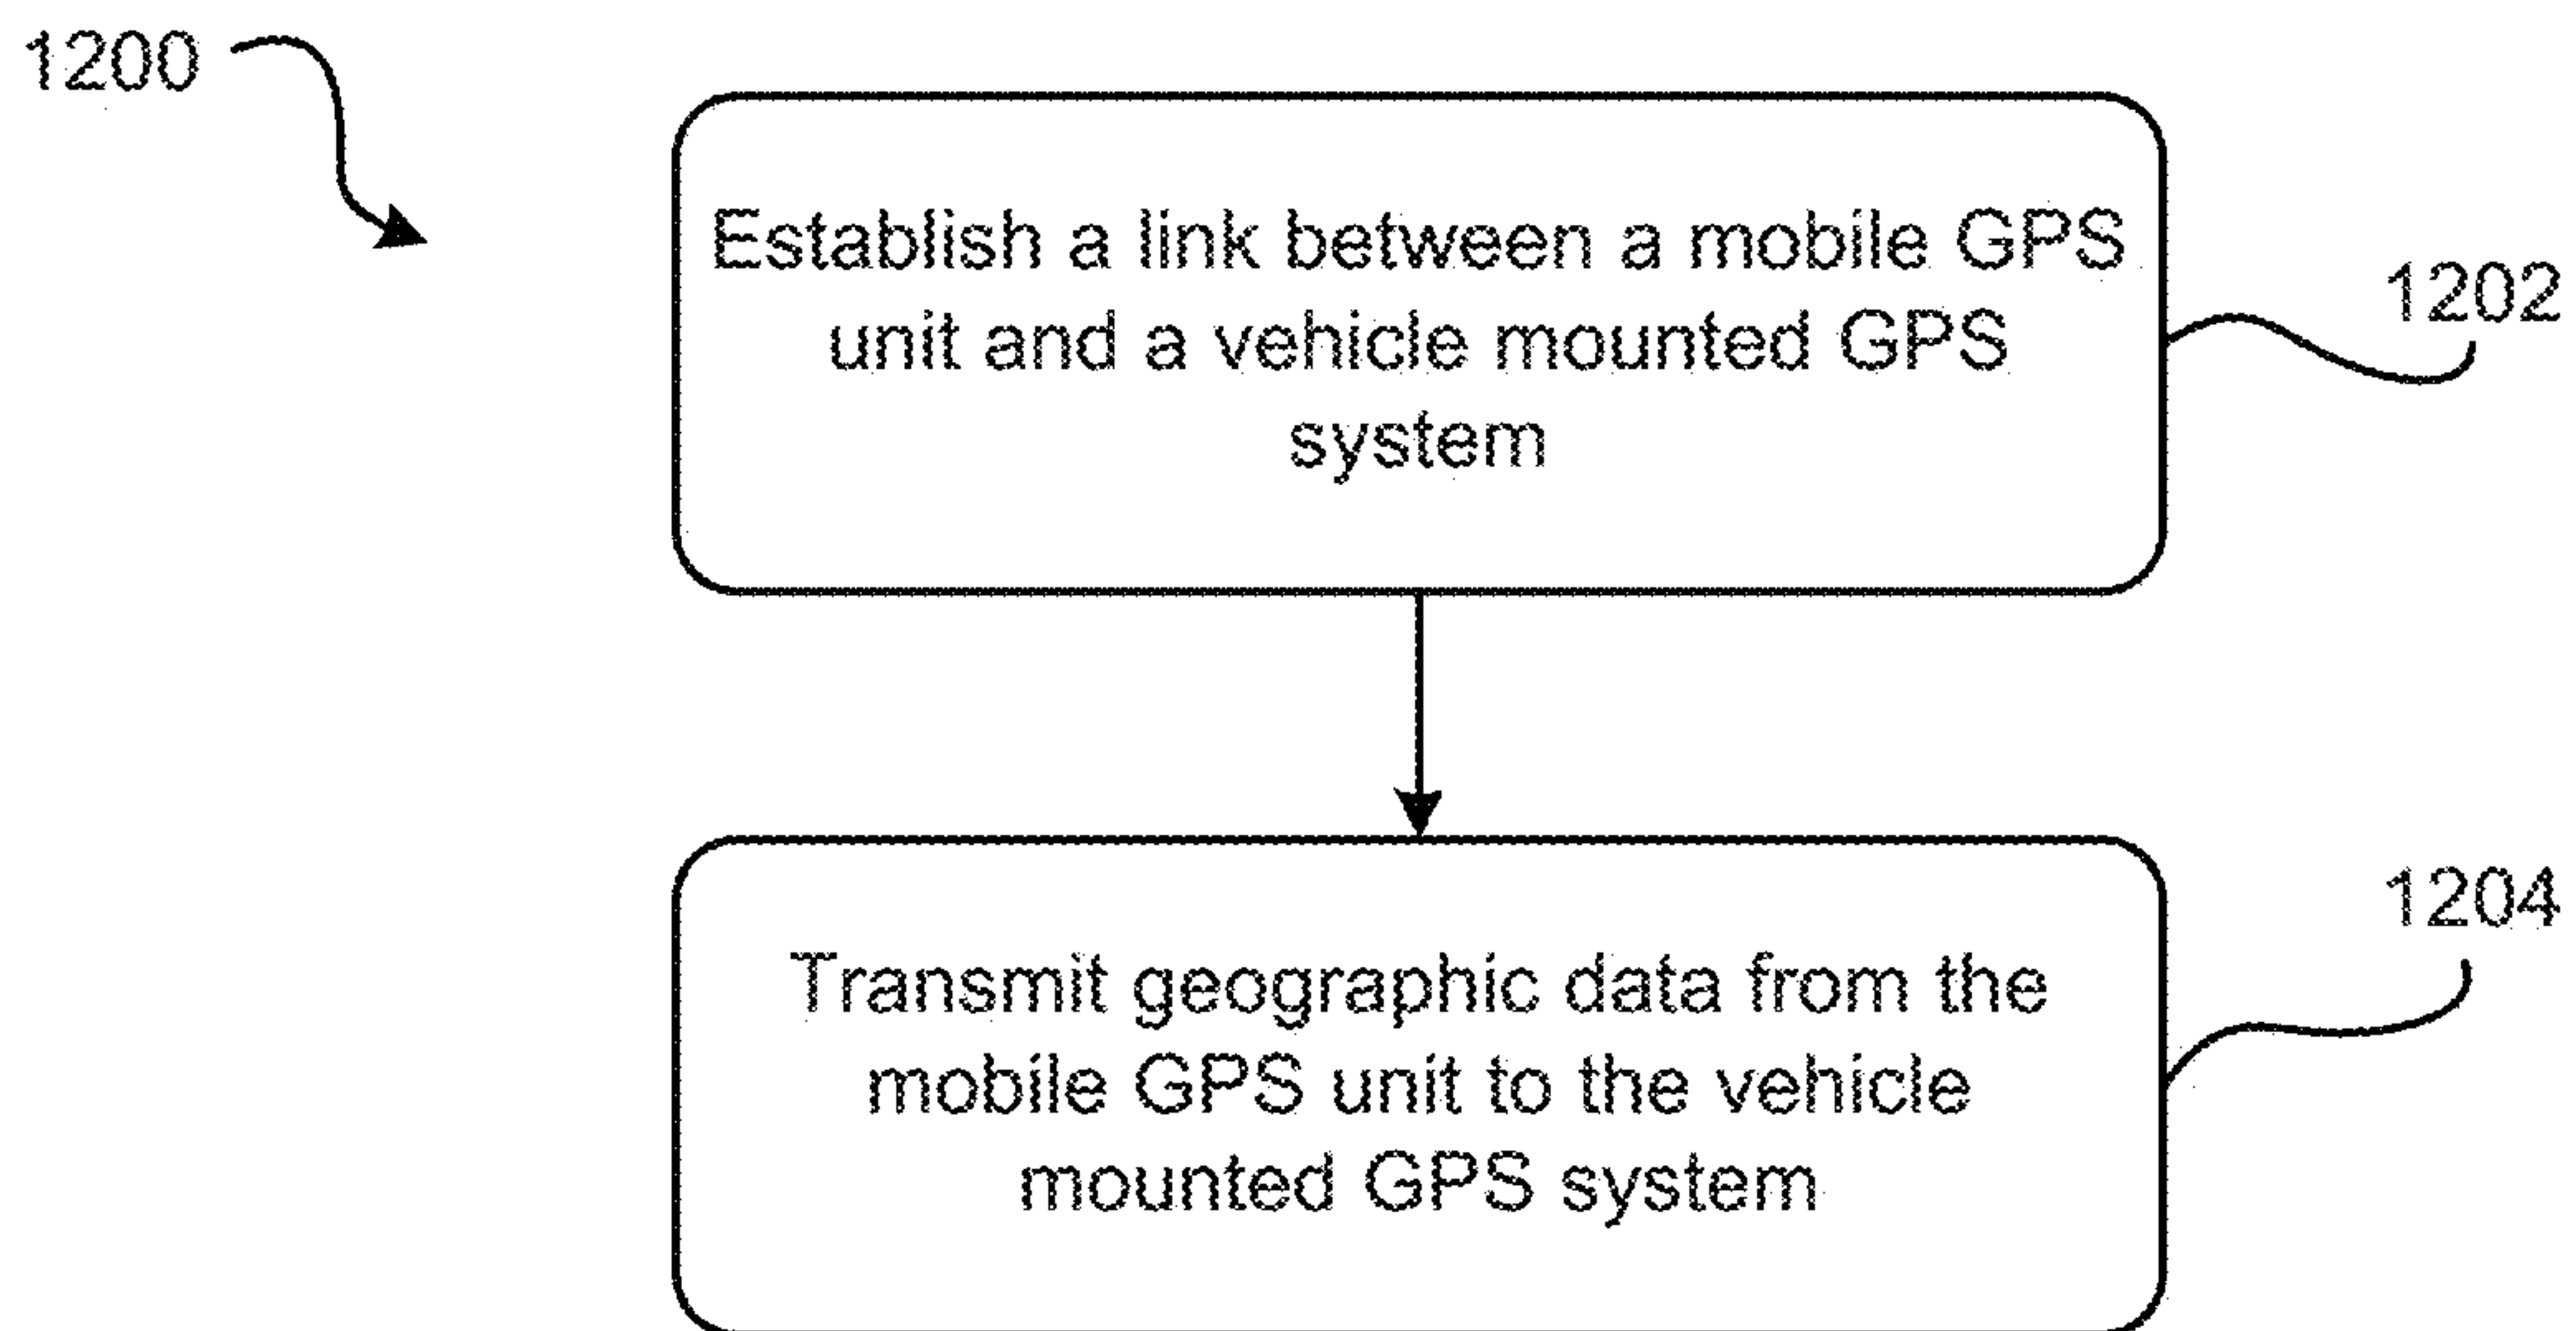 1200
Establish a link between a mobile GPS
unit and a vehicle mounted GPS
system
1202
Transmit geographic data from the
mobile GPS unit to the vehicle
mounted GPS system
1204